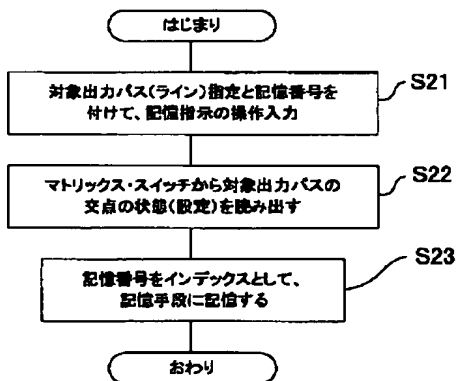 はじまり
対象出力バス(ライン)指定と記憶番号を
付けて、記憶指示の操作入力
S21
マトリックス・スイッチから対象出力バスの
交点の状態(設定)を読み出す
S22
記憶番号をインデックスとして、
記憶手段に記憶する
S23
おわり